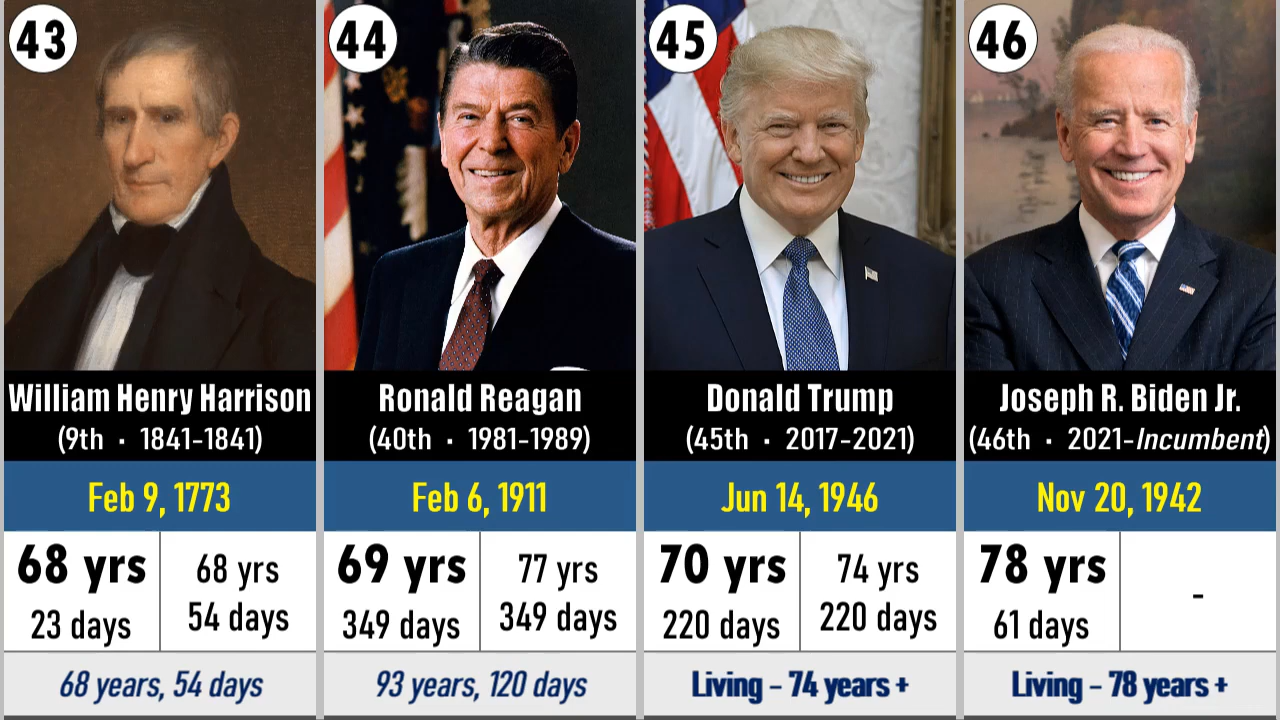 43
William Henry Harrison
(9th · 1841-1841)
Feb 9, 1773
68 yrs
23 days
68 yrs
54 days
68 years, 54 days
44
Ronald Reagan
(40th · 1981-1989)
Feb 6, 1911
69 yrs
349 days
77 yrs
349 days
93 years, 120 days
45
Donald Trump
(45th · 2017-2021)
Jun 14, 1946
70 yrs
220 days
74 yrs
220 days
Living - 74 years +
46
Joseph R. Biden Jr.
(46th · 2021-Incumbent)
Nov 20, 1942
78 yrs
61 days
-
Living - 78 years +